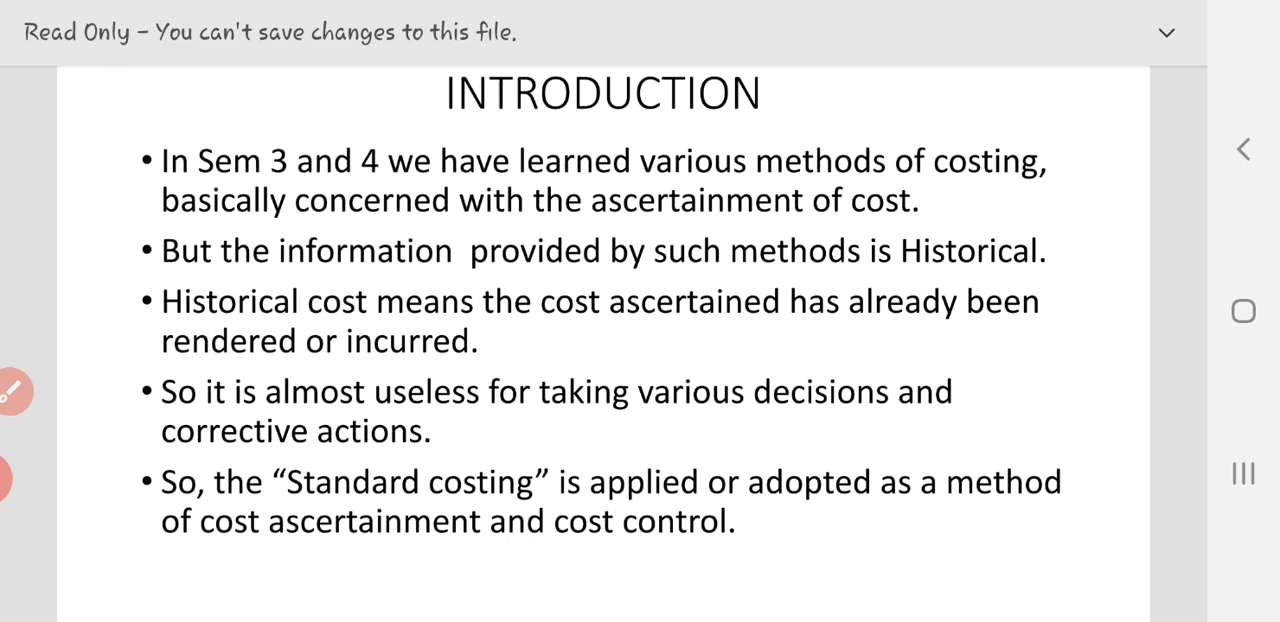 Read Only – You can't save changes to this file.
INTRODUCTION
• In Sem 3 and 4 we have learned various methods of costing,
basically concerned with the ascertainment of cost.
• But the information  provided by such methods is Historical.
• Historical cost means the cost ascertained has already been
rendered or incurred.
• So it is almost useless for taking various decisions and
corrective actions.
• So, the “Standard costing” is applied or adopted as a method
of cost ascertainment and cost control.